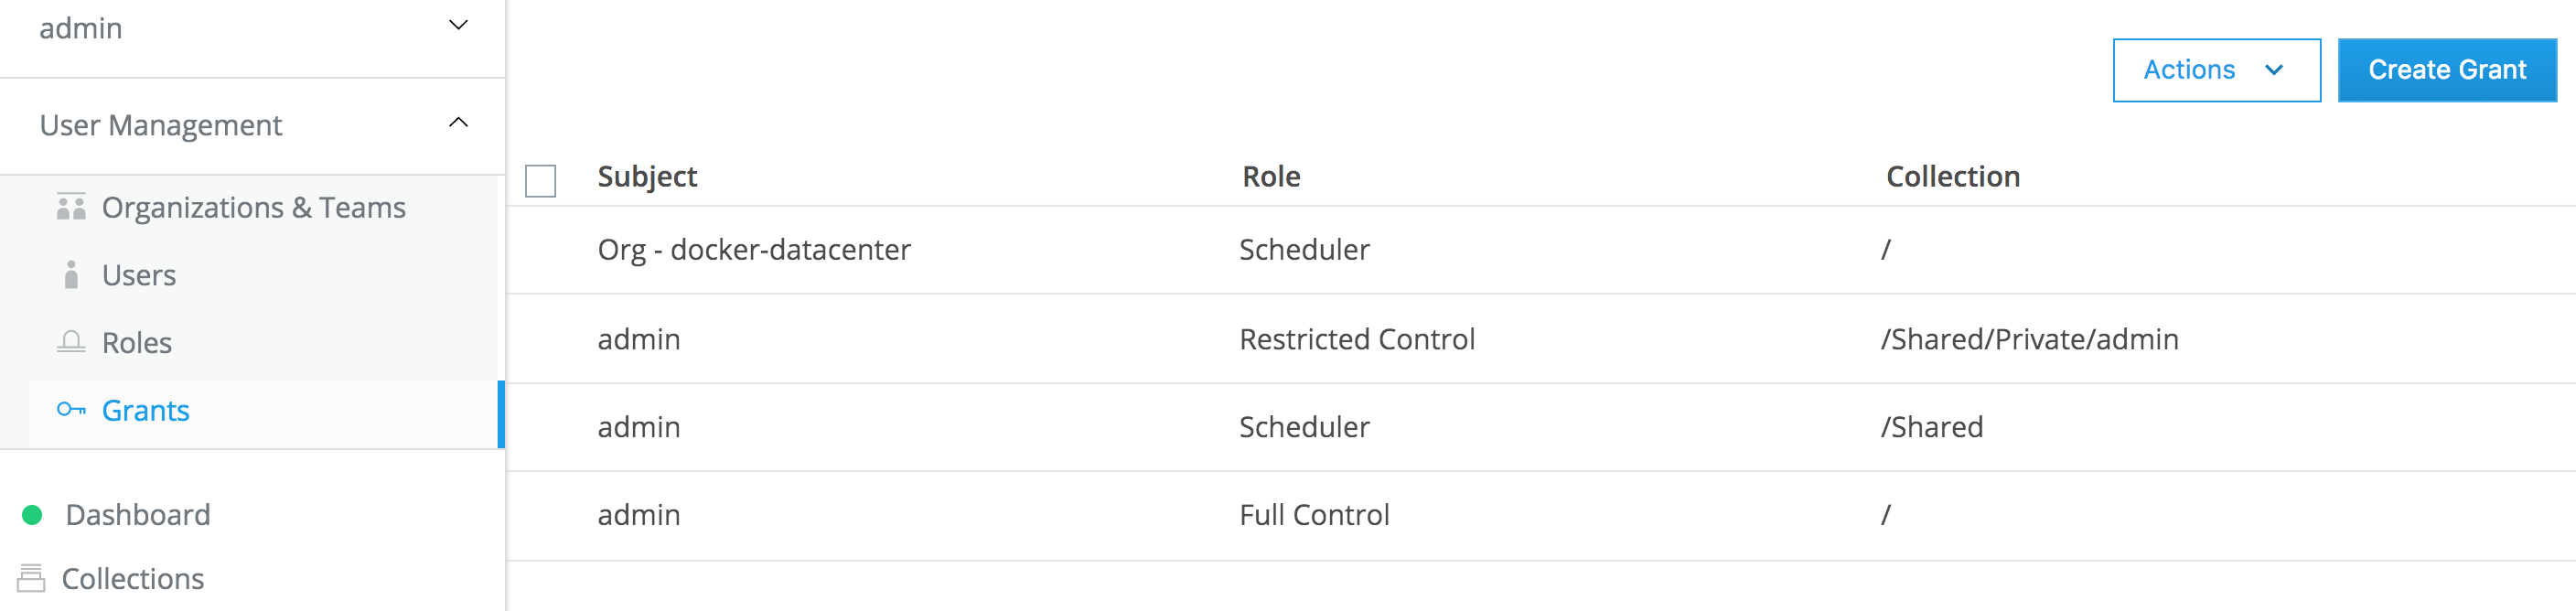 admin
User Management
Organizations & Teams
Users
Roles
Grants
Dashboard
Collections
Actions
Create Grant
Subject Role Collection
Org - docker-datacenter Scheduler /
admin Restricted Control /Shared/Private/admin
admin Scheduler /Shared
admin Full Control /